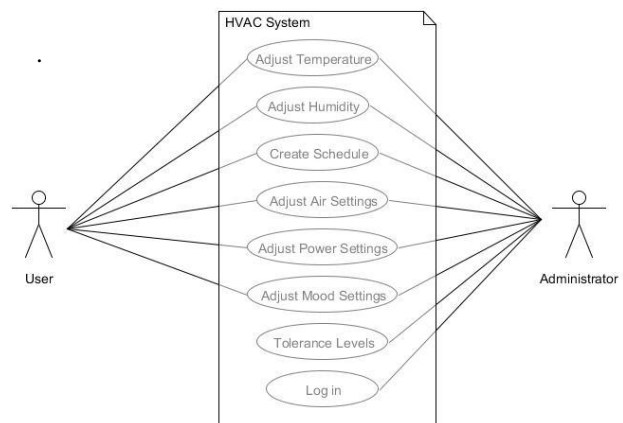 HVAC System
Adjust Temperature
Adjust Humidity
Create Schedule
Adjust Air Settings
Adjust Power Settings
User
Administrator
Adjust Mood Settings
Tolerance Levels
Log in